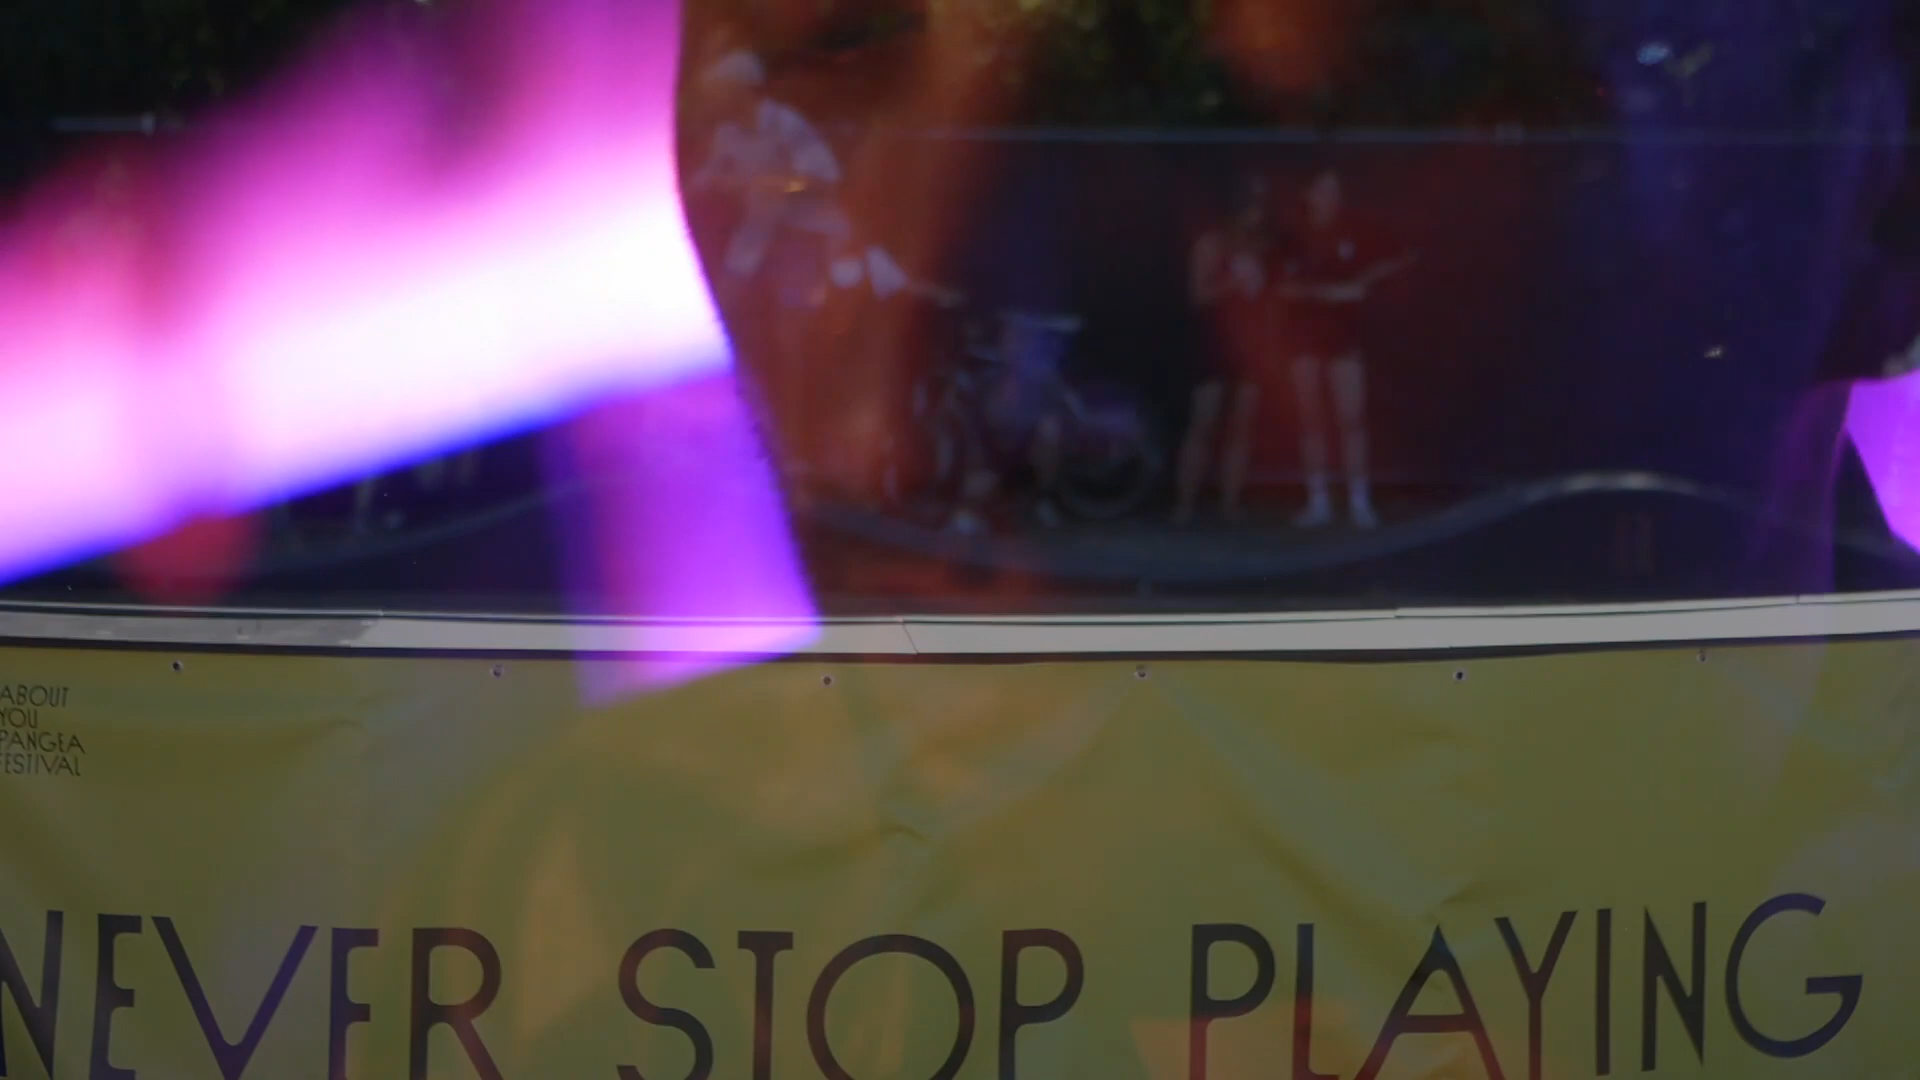 ABOUT
YOU
PANGEA
FESTIVAL
NEVER STOP PLAYING